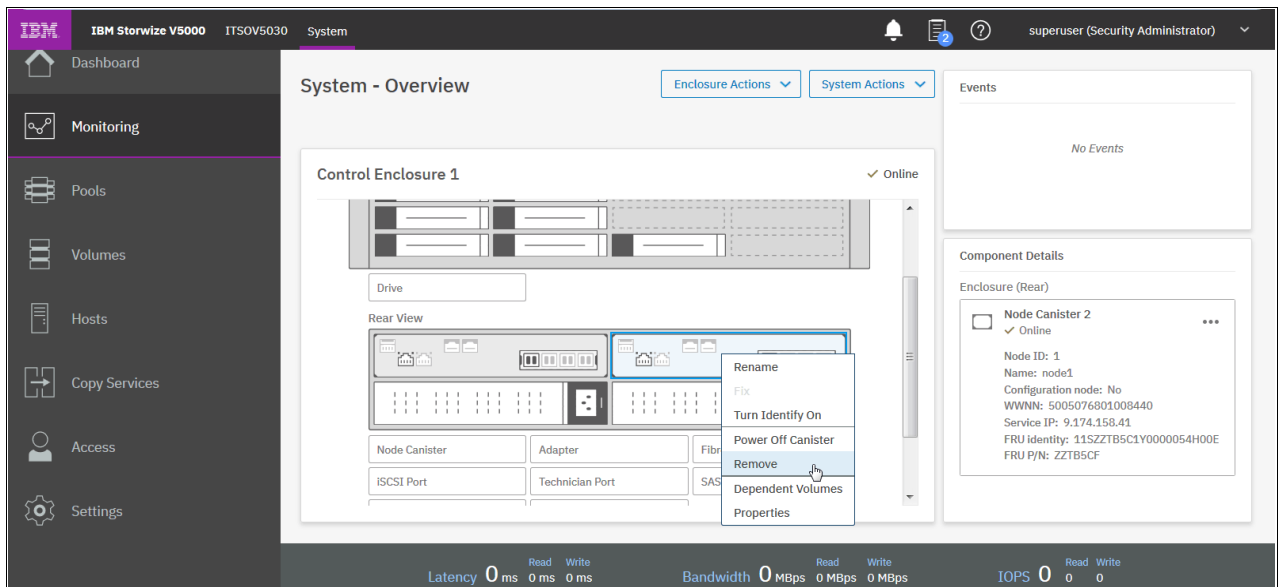 IBM
IBM Storwize V5000 ITSOV5030 System
2
?
superuser (Security Administrator)
Dashboard
Monitoring
Pools
Volumes
Hosts
Copy Services
Access
Settings
System - Overview
Enclosure Actions
System Actions
Control Enclosure 1
Online
Drive
Rear View
Node Canister
Adapter
Fibr
iSCSI Port
Technician Port
SAS
Rename
Fix
Turn Identify On
Power Off Canister
Remove
Dependent Volumes
Properties
Events
No Events
Component Details
Enclosure (Rear)
Node Canister 2
Online
Node ID: 1
Name: node1
Configuration node: No
WWNN: 5005076801008440
Service IP: 9.174.158.41
FRU identity: 11SZZTB5C1Y0000054H00E
FRU P/N: ZZTB5CF
Latency 0 ms Read 0 ms Write 0 ms
Bandwidth 0 MBps Read 0 MBps Write 0 MBps
IOPS 0 Read 0 Write 0